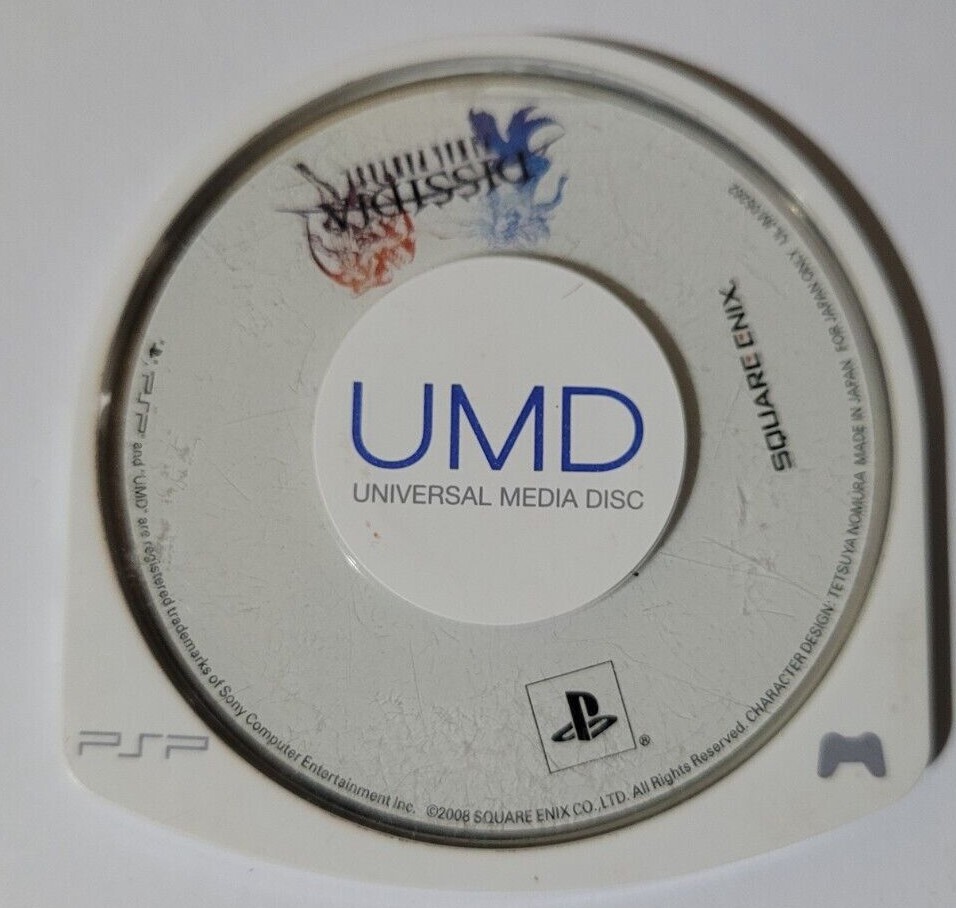 DISSIDIA
FINAL FANTASY
ULJM 05262
FOR JAPAN ONLY
MADE IN JAPAN
SQUARE ENIX
UMD
UNIVERSAL MEDIA DISC
"PSP" and "UMD" are registered trademarks of Sony Computer Entertainment Inc. ©2008 SQUARE ENIX CO.,LTD. All Rights Reserved. CHARACTER DESIGN: TETSUYA NOMURA
®
PSP